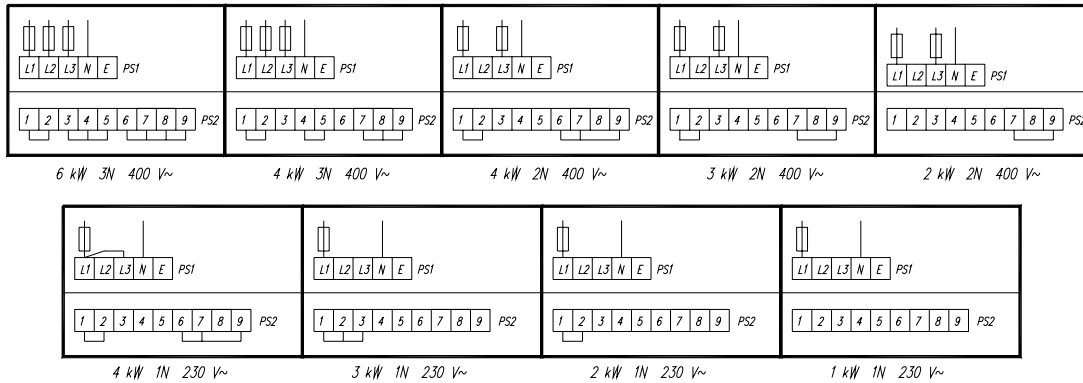 L1 L2 L3 N E PS1 L1 L2 L3 N E PS1 L1 L2 L3 N E PS1 L1 L2 L3 N E PS1 L1 L2 L3 N E PS1
1 2 3 4 5 6 7 8 9 PS2 1 2 3 4 5 6 7 8 9 PS2 1 2 3 4 5 6 7 8 9 PS2 1 2 3 4 5 6 7 8 9 PS2 1 2 3 4 5 6 7 8 9 PS2
6 kW 3N 400 V~ 4 kW 3N 400 V~ 4 kW 2N 400 V~ 3 kW 2N 400 V~ 2 kW 2N 400 V~
L1 L2 L3 N E PS1 L1 L2 L3 N E PS1 L1 L2 L3 N E PS1 L1 L2 L3 N E PS1
1 2 3 4 5 6 7 8 9 PS2 1 2 3 4 5 6 7 8 9 PS2 1 2 3 4 5 6 7 8 9 PS2 1 2 3 4 5 6 7 8 9 PS2
4 kW 1N 230 V~ 3 kW 1N 230 V~ 2 kW 1N 230 V~ 1 kW 1N 230 V~